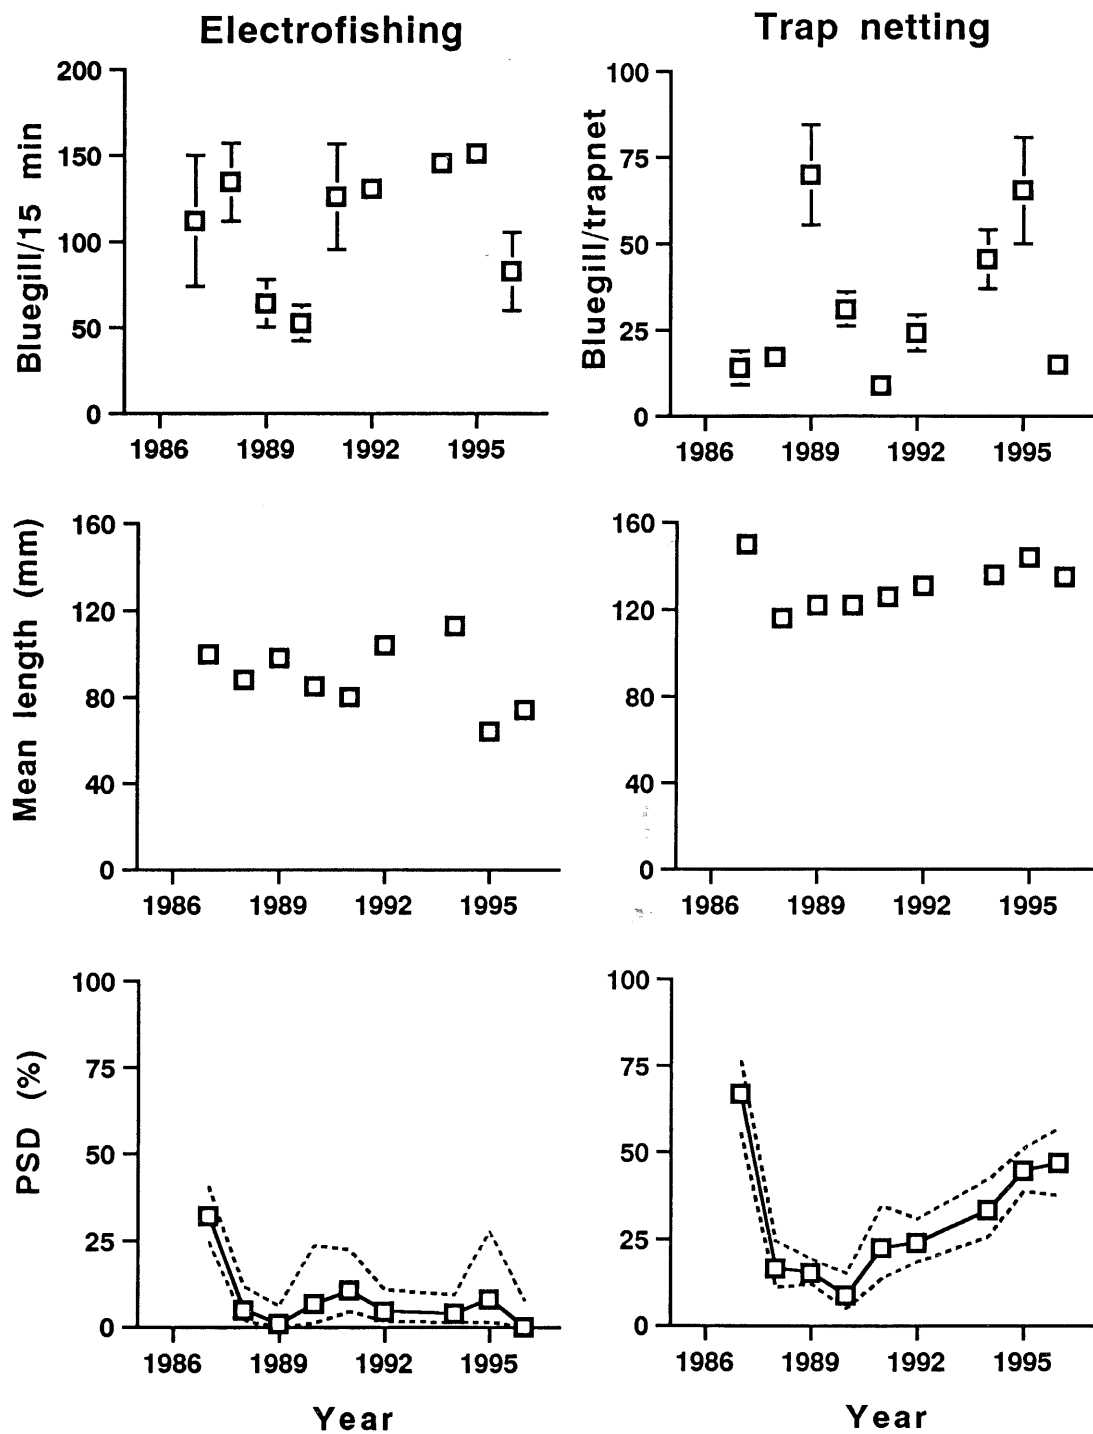 Electrofishing
Trap netting
Bluegill/15 min
200
150
100
50
0
1986 1989 1992 1995
Bluegill/trapnet
100
75
50
25
0
1986 1989 1992 1995
Mean length (mm)
160
120
80
40
0
1986 1989 1992 1995
160
120
80
40
0
1986 1989 1992 1995
PSD (%)
100
75
50
25
0
1986 1989 1992 1995
Year
100
75
50
25
0
1986 1989 1992 1995
Year